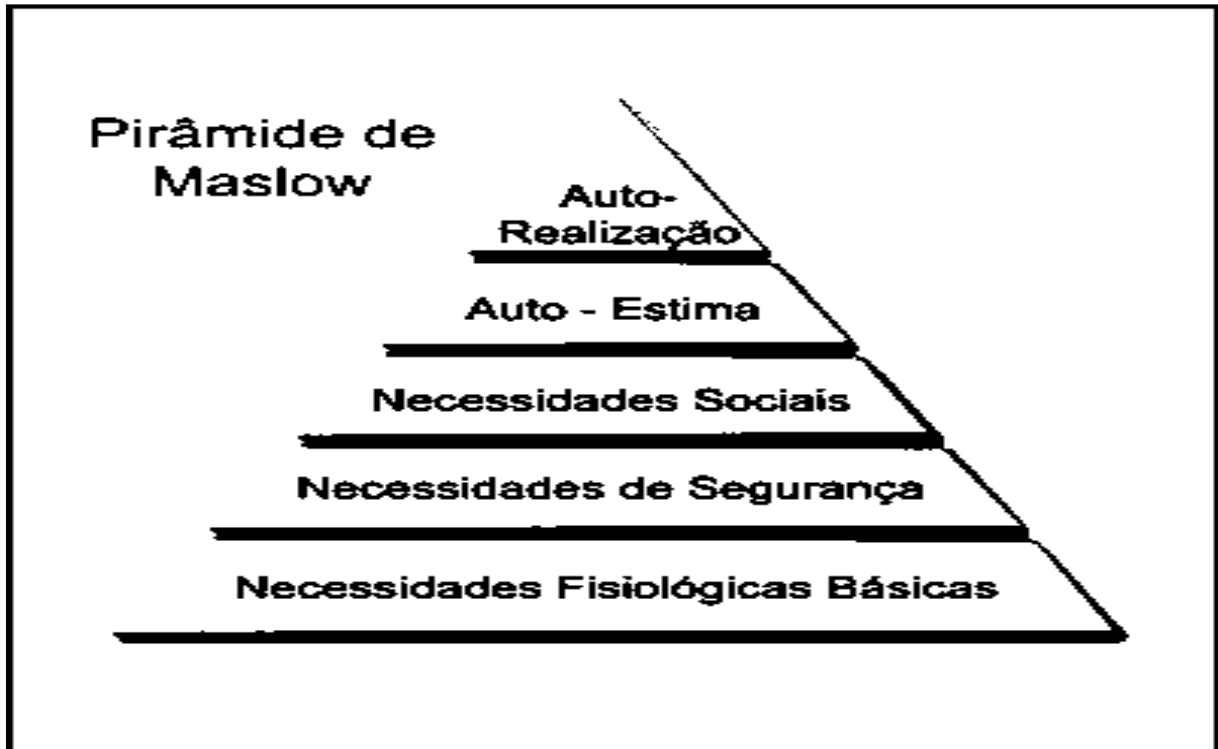 Pirâmide de
Maslow
Auto-
Realização
Auto - Estima
Necessidades Sociais
Necessidades de Segurança
Necessidades Fisiológicas Básicas